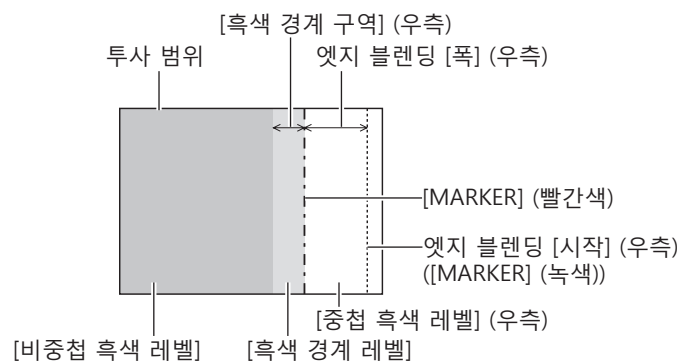 [흑색 경계 구역] (우측)
투사 범위
엣지 블렌딩 [폭] (우측)
[MARKER] (빨간색)
엣지 블렌딩 [시작] (우측)
([MARKER] (녹색))
[중첩 흑색 레벨] (우측)
[비중첩 흑색 레벨]
[흑색 경계 레벨]